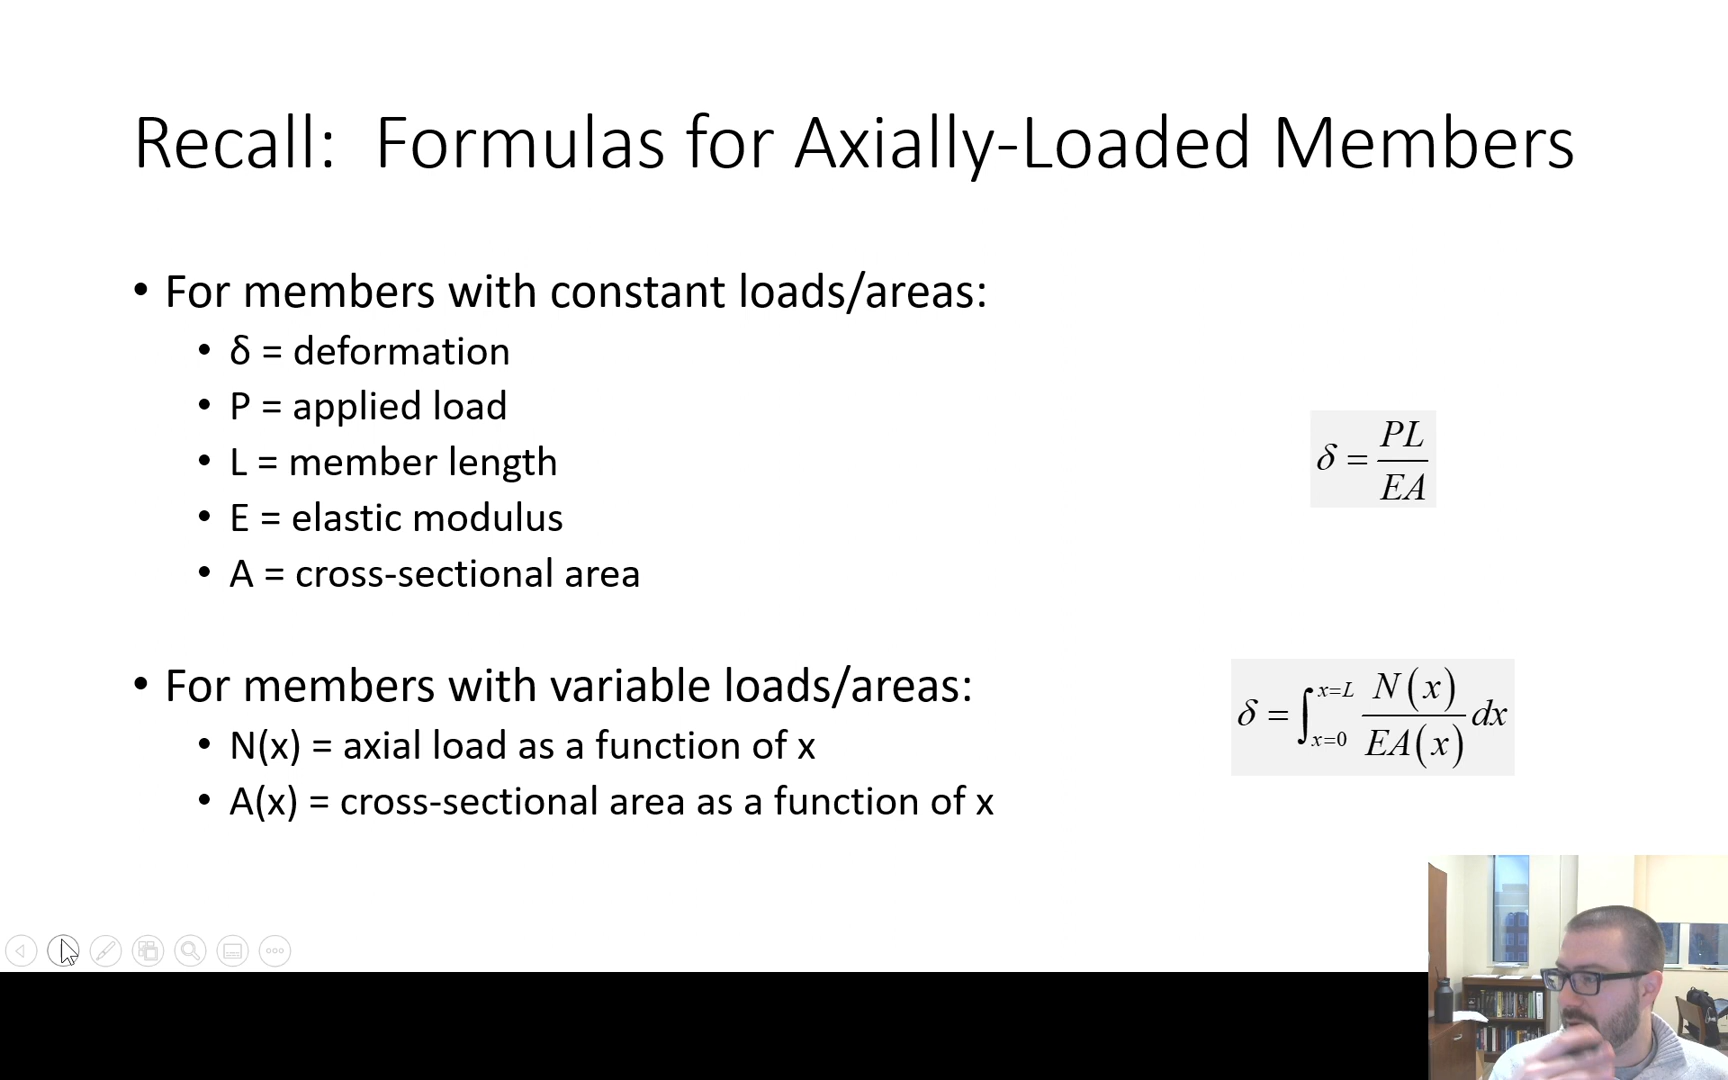 Recall: Formulas for Axially-Loaded Members
• For members with constant loads/areas:
• δ = deformation
• P = applied load
• L = member length
• E = elastic modulus
• A = cross-sectional area
δ = PL/EA
• For members with variable loads/areas:
• N(x) = axial load as a function of x
• A(x) = cross-sectional area as a function of x
δ = ∫_{x=0}^{x=L} N(x)/EA(x) dx